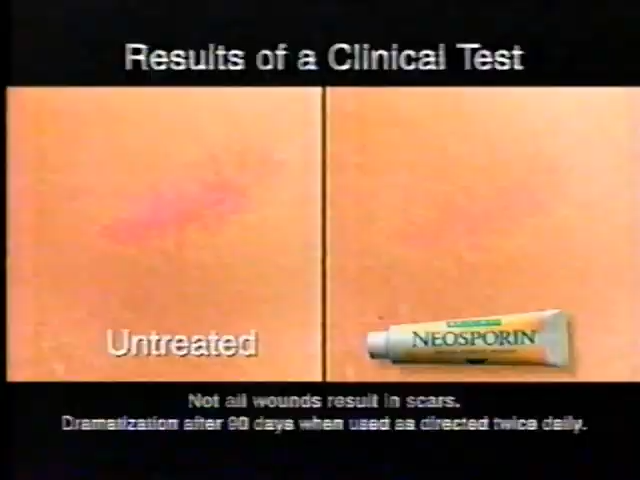 Results of a Clinical Test
Untreated
NEOSPORIN
Not all wounds result in scars.
Dramatization after 90 days when used as directed twice daily.